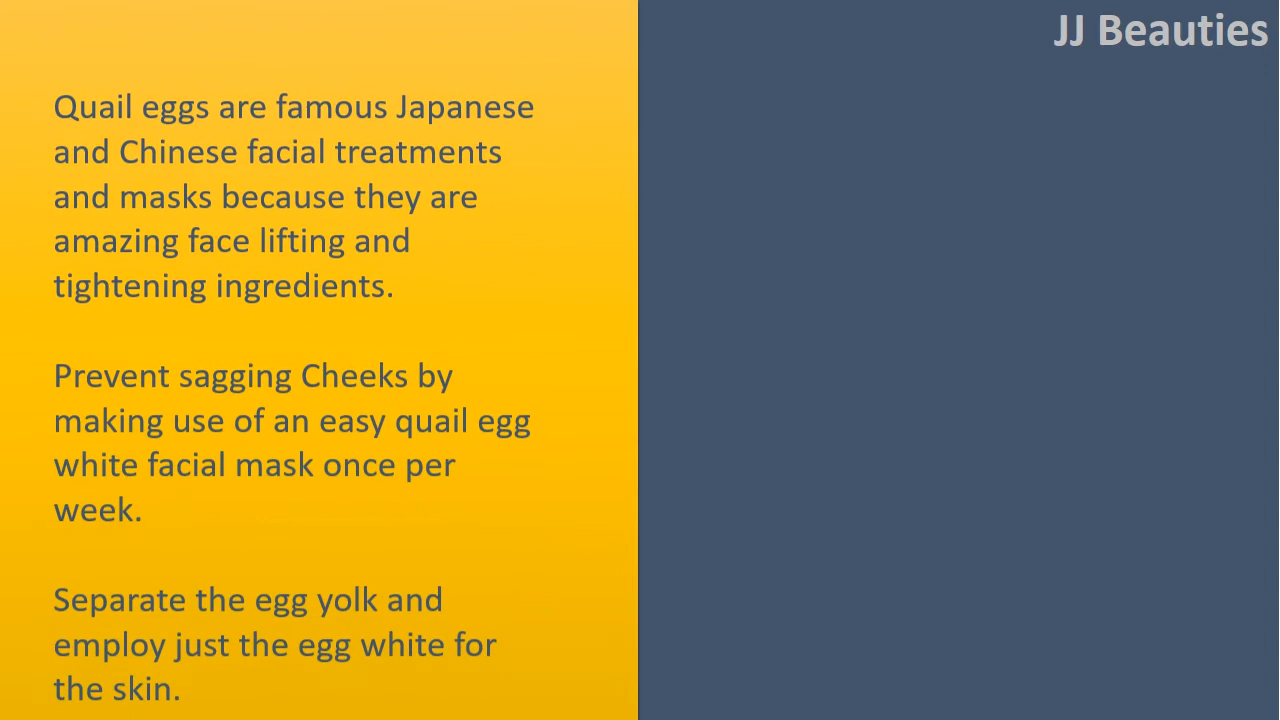 JJ Beauties
Quail eggs are famous Japanese
and Chinese facial treatments
and masks because they are
amazing face lifting and
tightening ingredients.
Prevent sagging Cheeks by
making use of an easy quail egg
white facial mask once per
week.
Separate the egg yolk and
employ just the egg white for
the skin.